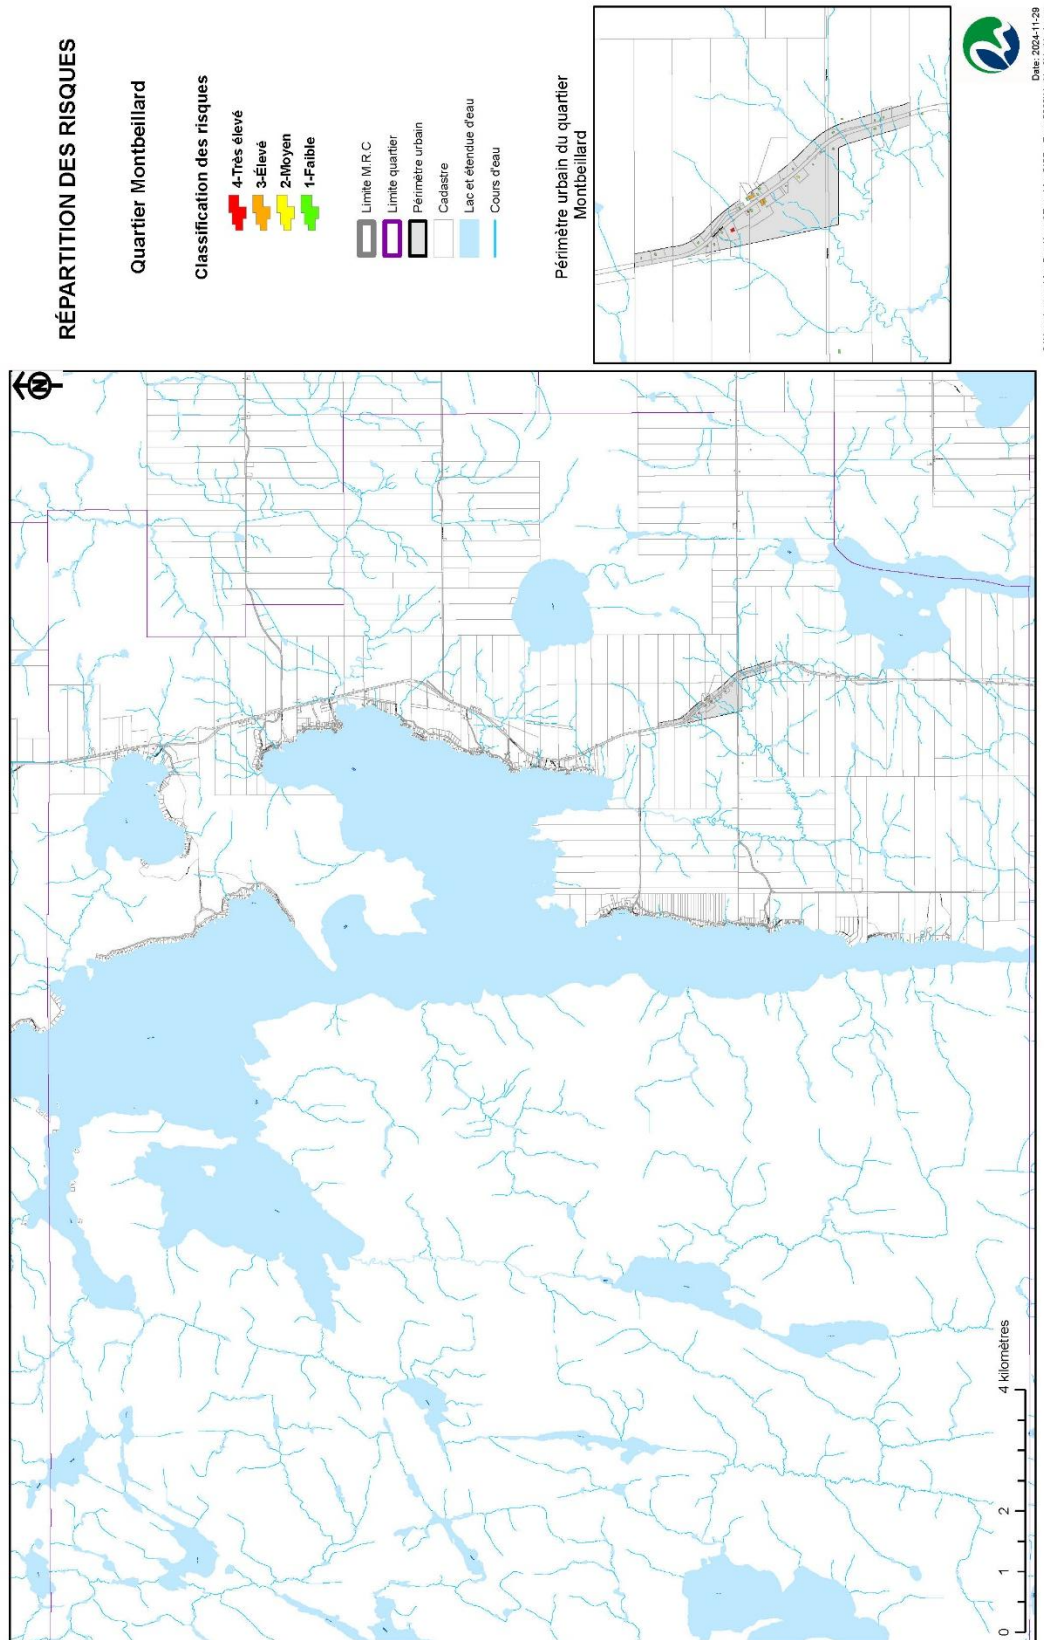 RÉPARTITION DES RISQUES
Quartier Montbeillard
Classification des risques
4-Très élevé
3-Élevé
2-Moyen
1-Faible
Limite M.R.C
Limite quartier
Périmètre urbain
Cadastre
Lac et étendue d'eau
Cours d'eau
Périmètre urbain du quartier
Montbeillard
N
0 1 2 4 kilomètres
Date: 2024-11-29